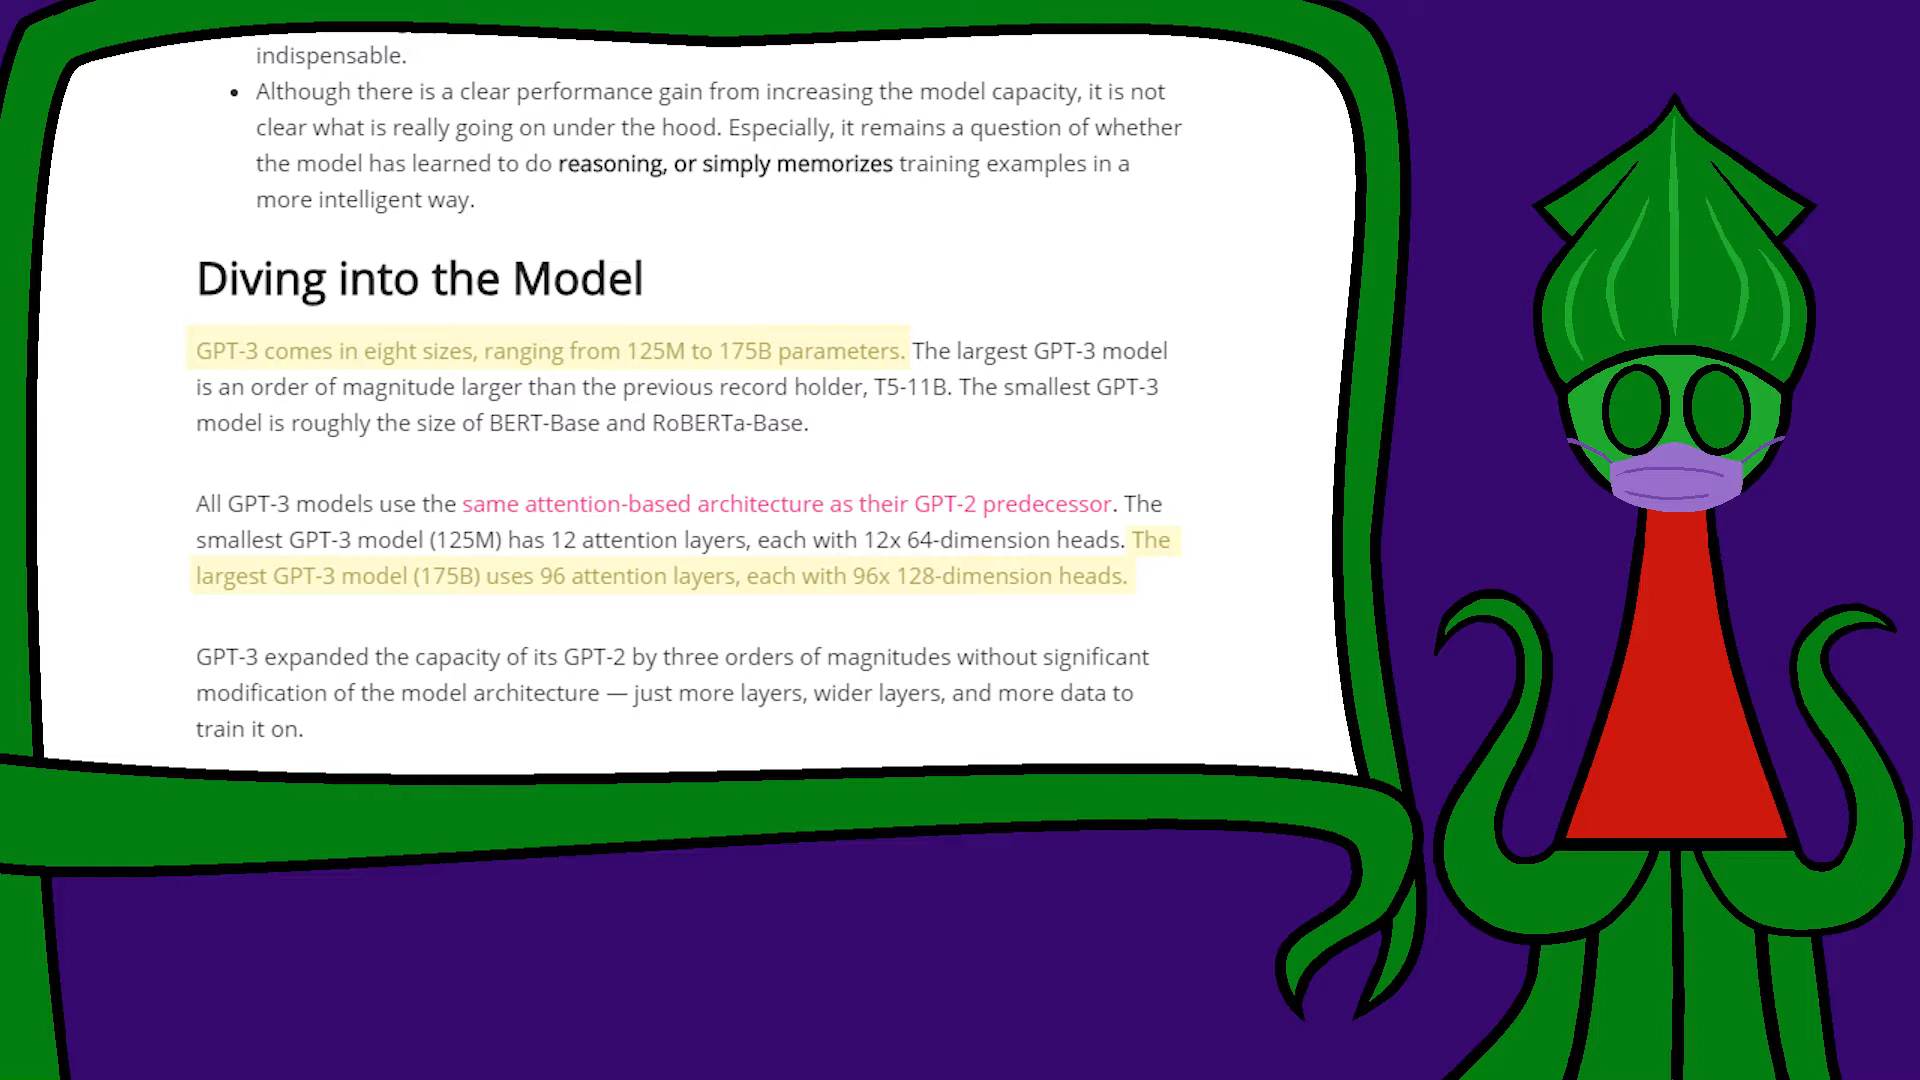 indispensable.
• Although there is a clear performance gain from increasing the model capacity, it is not
clear what is really going on under the hood. Especially, it remains a question of whether
the model has learned to do reasoning, or simply memorizes training examples in a
more intelligent way.
Diving into the Model
GPT-3 comes in eight sizes, ranging from 125M to 175B parameters. The largest GPT-3 model
is an order of magnitude larger than the previous record holder, T5-11B. The smallest GPT-3
model is roughly the size of BERT-Base and RoBERTa-Base.
All GPT-3 models use the same attention-based architecture as their GPT-2 predecessor. The
smallest GPT-3 model (125M) has 12 attention layers, each with 12x 64-dimension heads. The
largest GPT-3 model (175B) uses 96 attention layers, each with 96x 128-dimension heads.
GPT-3 expanded the capacity of its GPT-2 by three orders of magnitudes without significant
modification of the model architecture — just more layers, wider layers, and more data to
train it on.